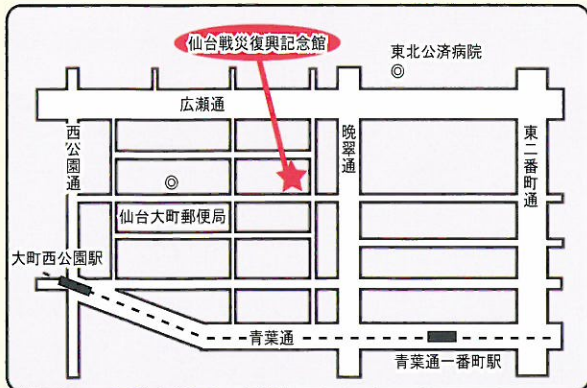 仙台戦災復興記念館
東北公済病院
広瀬通
西公園通
晩翠通
東二番町通
仙台大町郵便局
大町西公園駅
青葉通
青葉通一番町駅